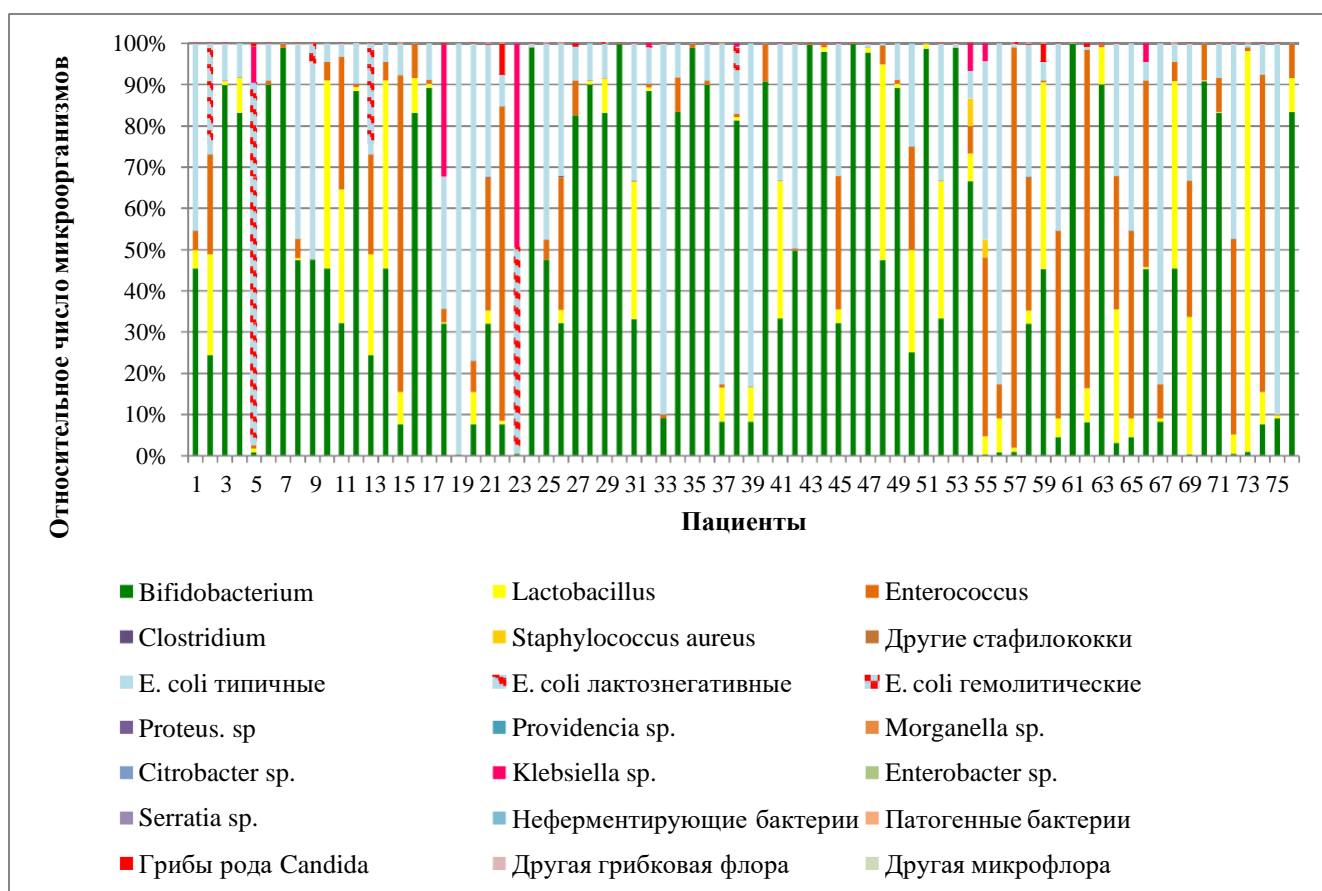 Относительное число микроорганизмов
100%
90%
80%
70%
60%
50%
40%
30%
20%
10%
0%
1 3 5 7 9 11 13 15 17 19 21 23 25 27 29 31 33 35 37 39 41 43 45 47 49 51 53 55 57 59 61 63 65 67 69 71 73 75
Пациенты
Bifidobacterium Lactobacillus Enterococcus
Clostridium Staphylococcus aureus Другие стафилококки
E. coli типичные E. coli лактознегативные E. coli гемолитические
Proteus. sp Providencia sp. Morganella sp.
Citrobacter sp. Klebsiella sp. Enterobacter sp.
Serratia sp. Неферментирующие бактерии Патогенные бактерии
Грибы рода Candida Другая грибковая флора Другая микрофлора